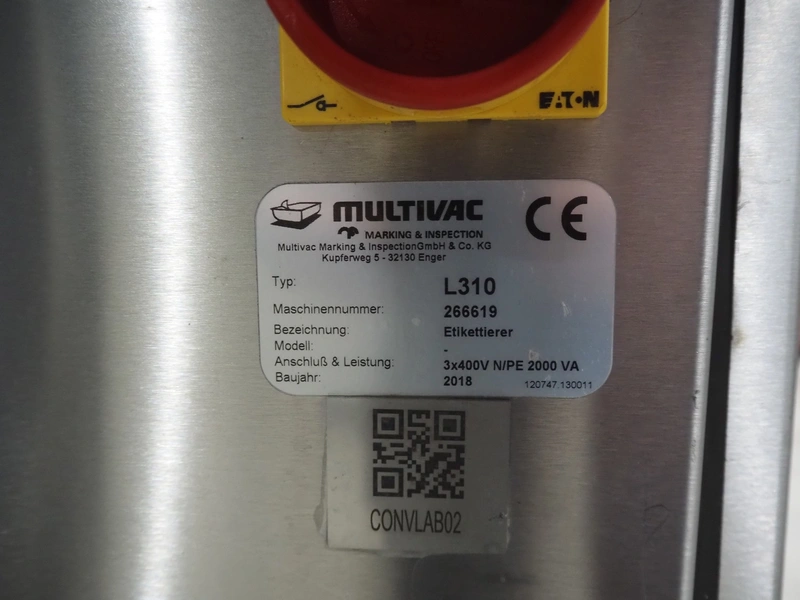 EATON
MULTIVAC
MARKING & INSPECTION
CE
Multivac Marking & InspectionGmbH & Co. KG
Kupferweg 5 - 32130 Enger
Typ: L310
Maschinennummer: 266619
Bezeichnung: Etikettierer
Modell: -
Anschluß & Leistung: 3x400V N/PE 2000 VA
Baujahr: 2018 120747.130011
CONVLAB02